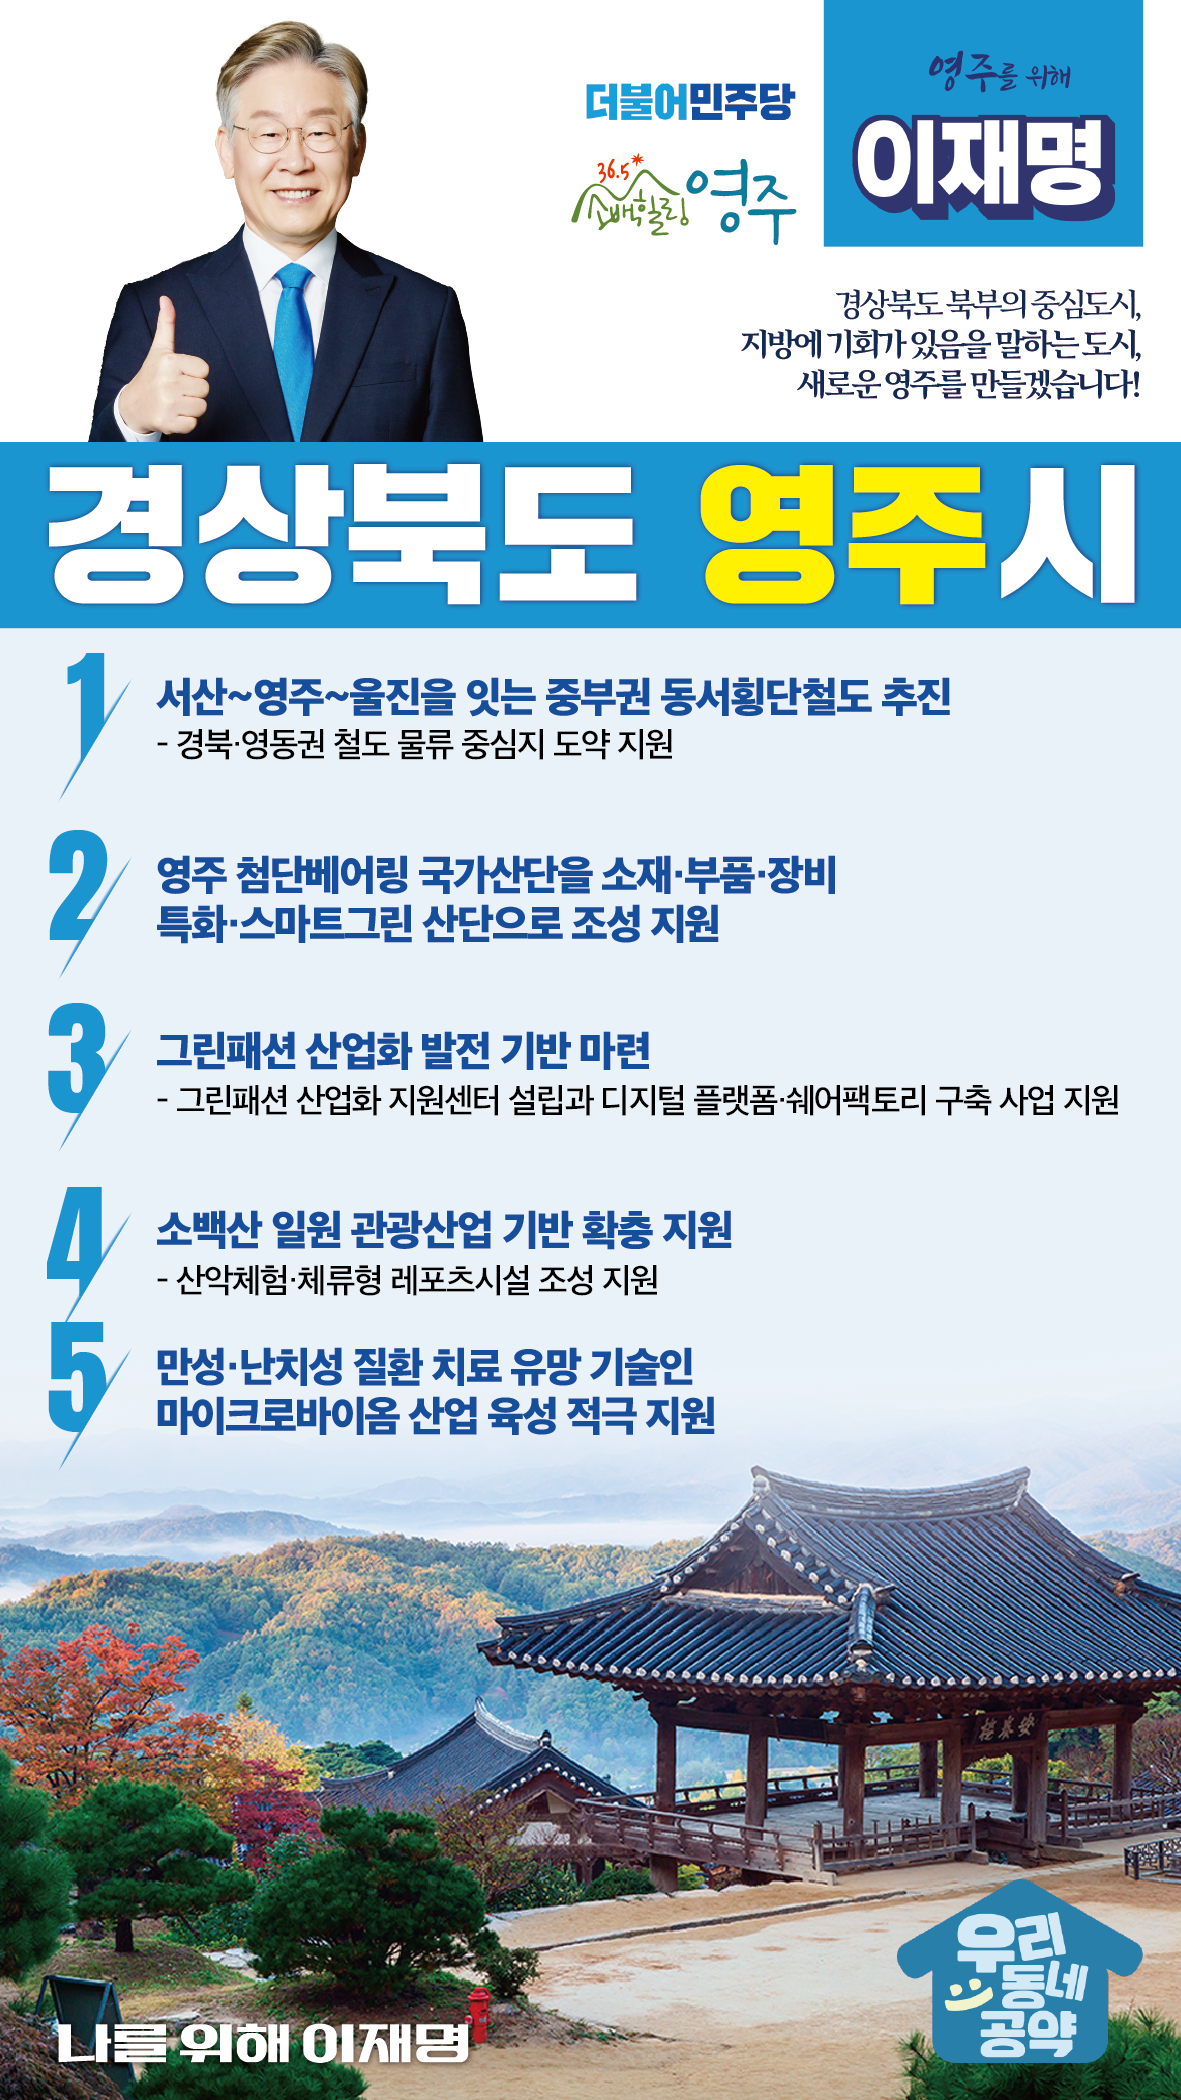 더불어민주당
36.5
소백힐링 영주
영주를 위해
이재명
경상북도 북부의 중심도시,
지방에 기회가 있음을 말하는 도시,
새로운 영주를 만들겠습니다!
경상북도 영주시
1
서산~영주~울진을 잇는 중부권 동서횡단철도 추진
- 경북·영동권 철도 물류 중심지 도약 지원
2
영주 첨단베어링 국가산단을 소재·부품·장비
특화·스마트그린 산단으로 조성 지원
3
그린패션 산업화 발전 기반 마련
- 그린패션 산업화 지원센터 설립과 디지털 플랫폼·쉐어팩토리 구축 사업 지원
4
소백산 일원 관광산업 기반 확충 지원
- 산악체험·체류형 레포츠시설 조성 지원
5
만성·난치성 질환 치료 유망 기술인
마이크로바이옴 산업 육성 적극 지원
樓養安
우리
동네
공약
나를 위해 이재명